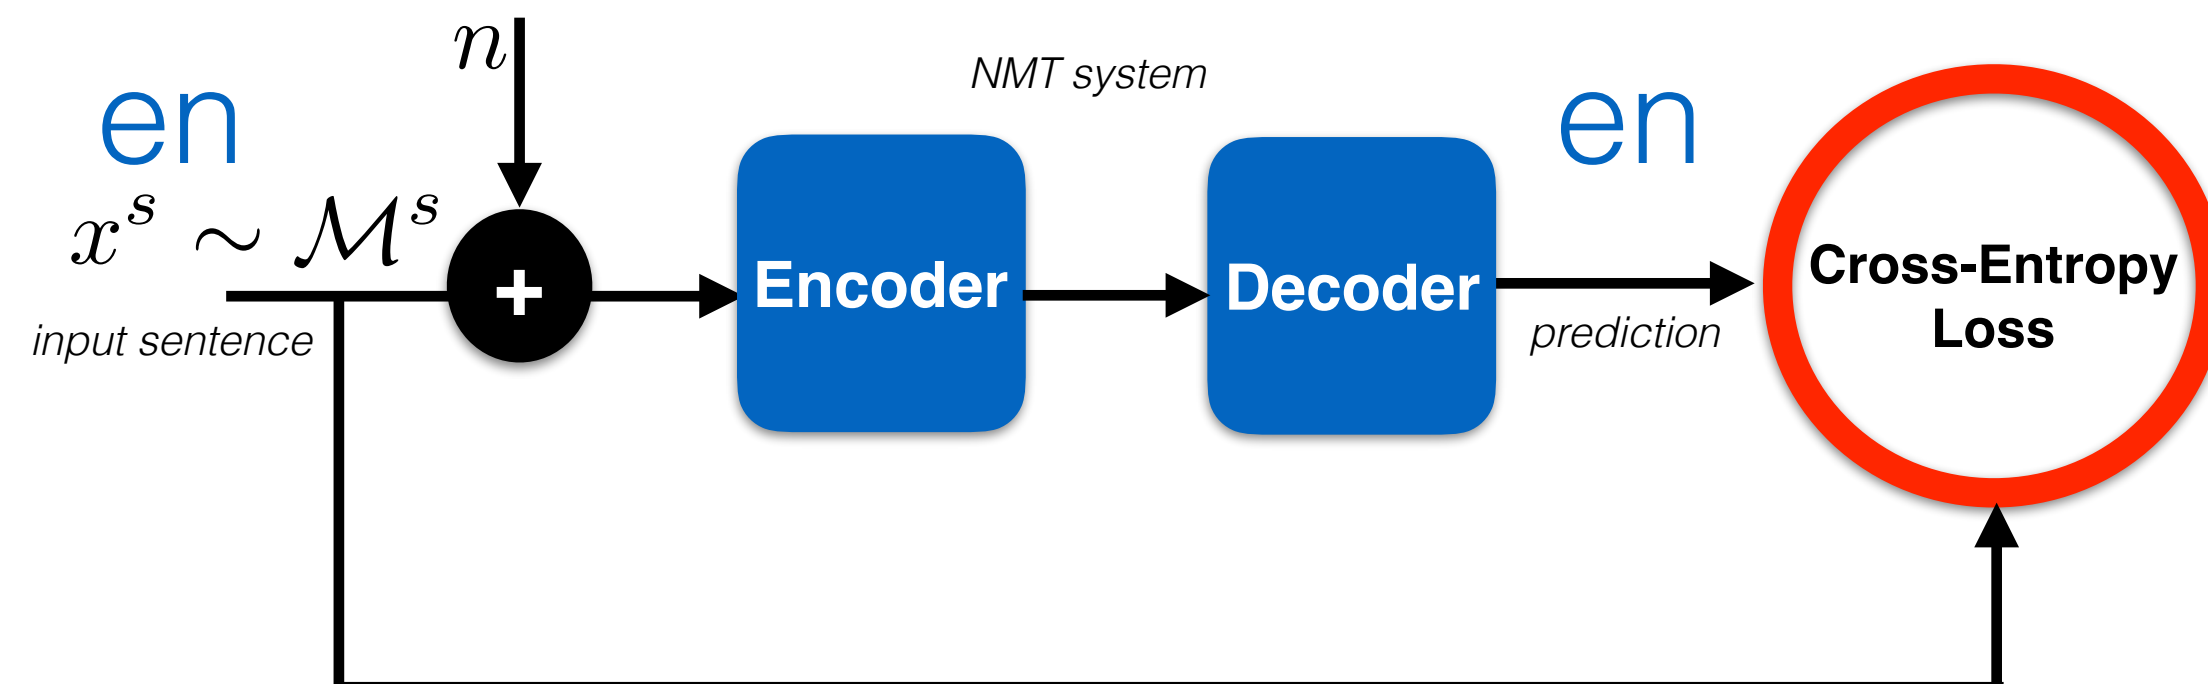 n
NMT system
en
en
x^s ∼ ℳ^s
+
Encoder
Decoder
Cross-Entropy
Loss
input sentence
prediction